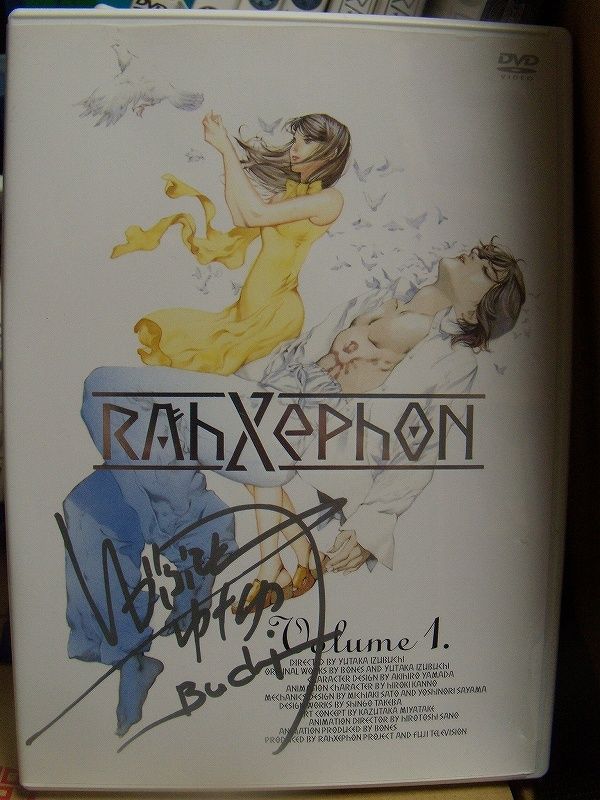 DVD
VIDEO
RAhXePhON
Volume 1.
DIRECTED BY YUTAKA IZUBUCHI
ORIGINAL WORKS BY BONES AND YUTAKA IZUBUCHI
CHARACTER DESIGN BY AKIHIRO YAMADA
ANIMATION CHARACTER BY HIROKI KANNO
MECHANICS DESIGN BY MICHIAKI SATO AND YOSHINORI SAYAMA
DESIGN WORKS BY SHINGO TAKEBA
ART CONCEPT BY KAZUTAKA MIYATAKE
ANIMATION DIRECTOR BY HIROTOSHI SANO
ANIMATION PRODUCED BY BONES
PRODUCED BY RAHXEPHON PROJECT AND FUJI TELEVISION
Buchi